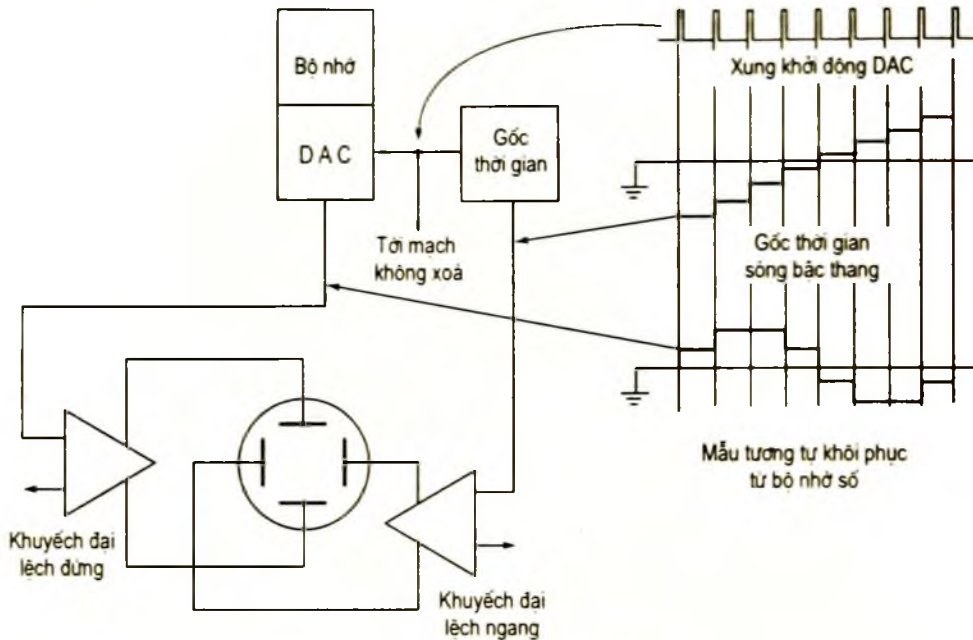 Bộ nhớ
D A C
Gốc
thời gian
Tới mạch
không xoá
Xung khởi động DAC
Gốc thời gian
sóng bậc thang
Mẫu tương tự khôi phục
từ bộ nhớ số
Khuyếch đại
lệch đứng
Khuyếch đại
lệch ngang